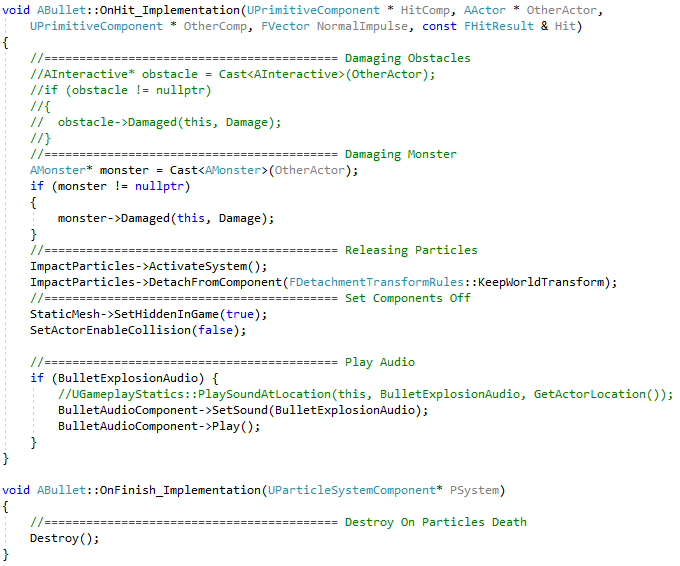 void ABullet::OnHit_Implementation(UPrimitiveComponent * HitComp, AActor * OtherActor,
    UPrimitiveComponent * OtherComp, FVector NormalImpulse, const FHitResult & Hit)
{
    //========================================== Damaging Obstacles
    //AInteractive* obstacle = Cast<AInteractive>(OtherActor);
    //if (obstacle != nullptr)
    //{
    //  obstacle->Damaged(this, Damage);
    //}
    //========================================== Damaging Monster
    AMonster* monster = Cast<AMonster>(OtherActor);
    if (monster != nullptr)
    {
        monster->Damaged(this, Damage);
    }
    //========================================== Releasing Particles
    ImpactParticles->ActivateSystem();
    ImpactParticles->DetachFromComponent(FDetachmentTransformRules::KeepWorldTransform);
    //========================================== Set Components Off
    StaticMesh->SetHiddenInGame(true);
    SetActorEnableCollision(false);

    //========================================== Play Audio
    if (BulletExplosionAudio) {
        //UGameplayStatics::PlaySoundAtLocation(this, BulletExplosionAudio, GetActorLocation());
        BulletAudioComponent->SetSound(BulletExplosionAudio);
        BulletAudioComponent->Play();
    }
}

void ABullet::OnFinish_Implementation(UParticleSystemComponent* PSystem)
{
    //========================================== Destroy On Particles Death
    Destroy();
}